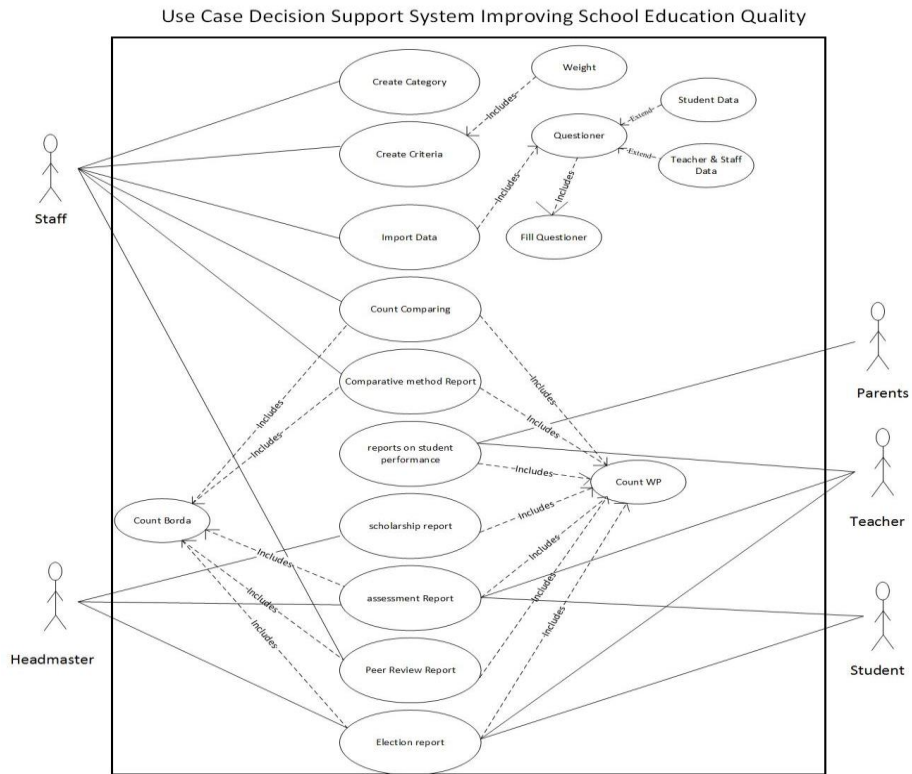 Use Case Decision Support System Improving School Education Quality
Create Category
Weight
Student Data
Includes
Extend
Create Criteria
Questioner
Extend
Teacher & Staff
Data
Includes
Includes
Staff
Import Data
Fill Questioner
Count Comparing
Includes
Includes
Comparative method Report
Includes
Includes
Parents
reports on student
performance
Includes
Count WP
Count Borda
scholarship report
Includes
Teacher
Includes
Includes
assessment Report
Includes
Includes
Headmaster
Includes
Includes
Peer Review Report
Student
Election report